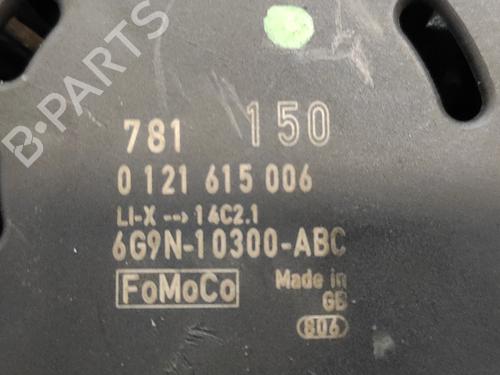 B-PARTS
781 150
0 121 615 006
LI-X --> 14C2.1
6G9N-10300-ABC
FoMoCo
Made in
GB
806